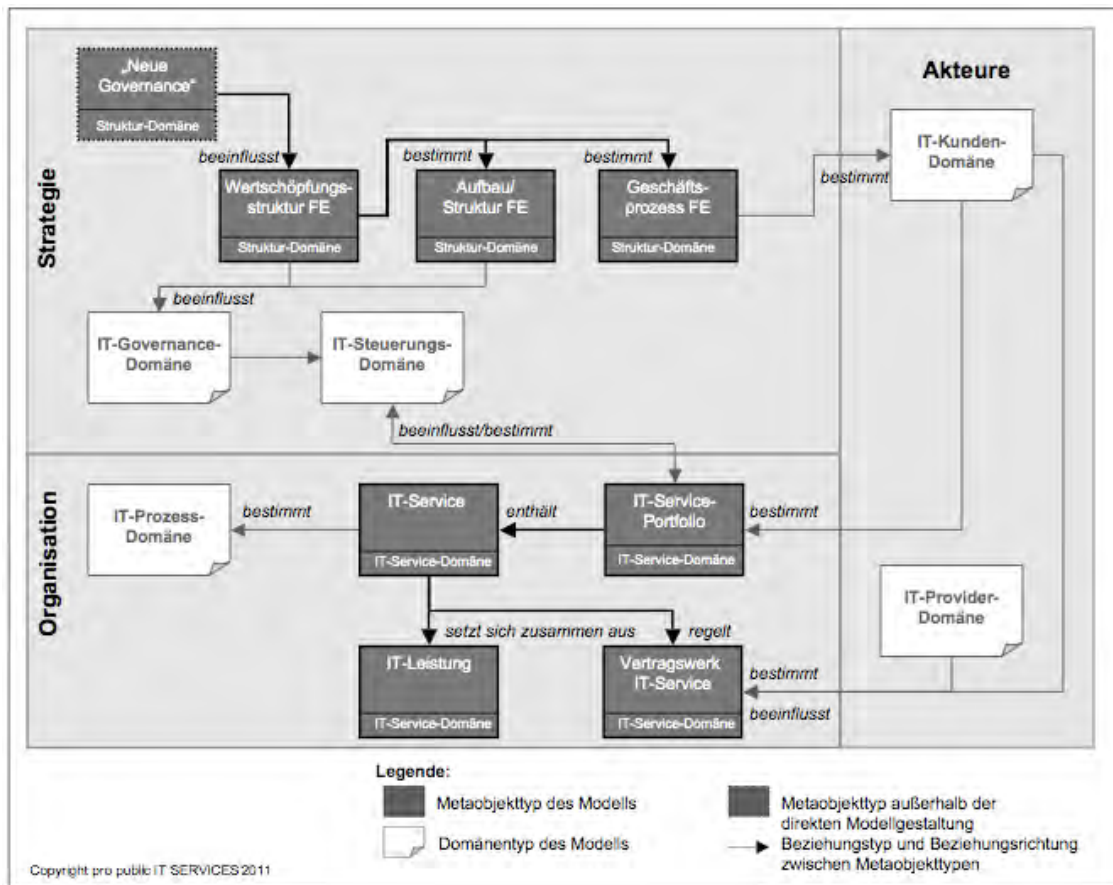 Strategie
„Neue
Governance“
Struktur-Domäne
Akteure
beeinflusst
bestimmt
bestimmt
Wertschöpfungs-
struktur FE
Struktur-Domäne
Aufbau/
Struktur FE
Struktur-Domäne
Geschäfts-
prozess FE
Struktur-Domäne
bestimmt
IT-Kunden-
Domäne
beeinflusst
IT-Governance-
Domäne
IT-Steuerungs-
Domäne
beeinflusst/bestimmt
Organisation
IT-Prozess-
Domäne
bestimmt
IT-Service
IT-Service-Domäne
enthält
IT-Service-
Portfolio
IT-Service-Domäne
bestimmt
IT-Provider-
Domäne
setzt sich zusammen aus
regelt
IT-Leistung
IT-Service-Domäne
Vertragswerk
IT-Service
IT-Service-Domäne
bestimmt
beeinflusst
Legende:
Metaobjekttyp des Modells
Domänentyp des Modells
Metaobjekttyp außerhalb der
direkten Modellgestaltung
Beziehungstyp und Beziehungsrichtung
zwischen Metaobjekttypen
Copyright pro public IT SERVICES 2011